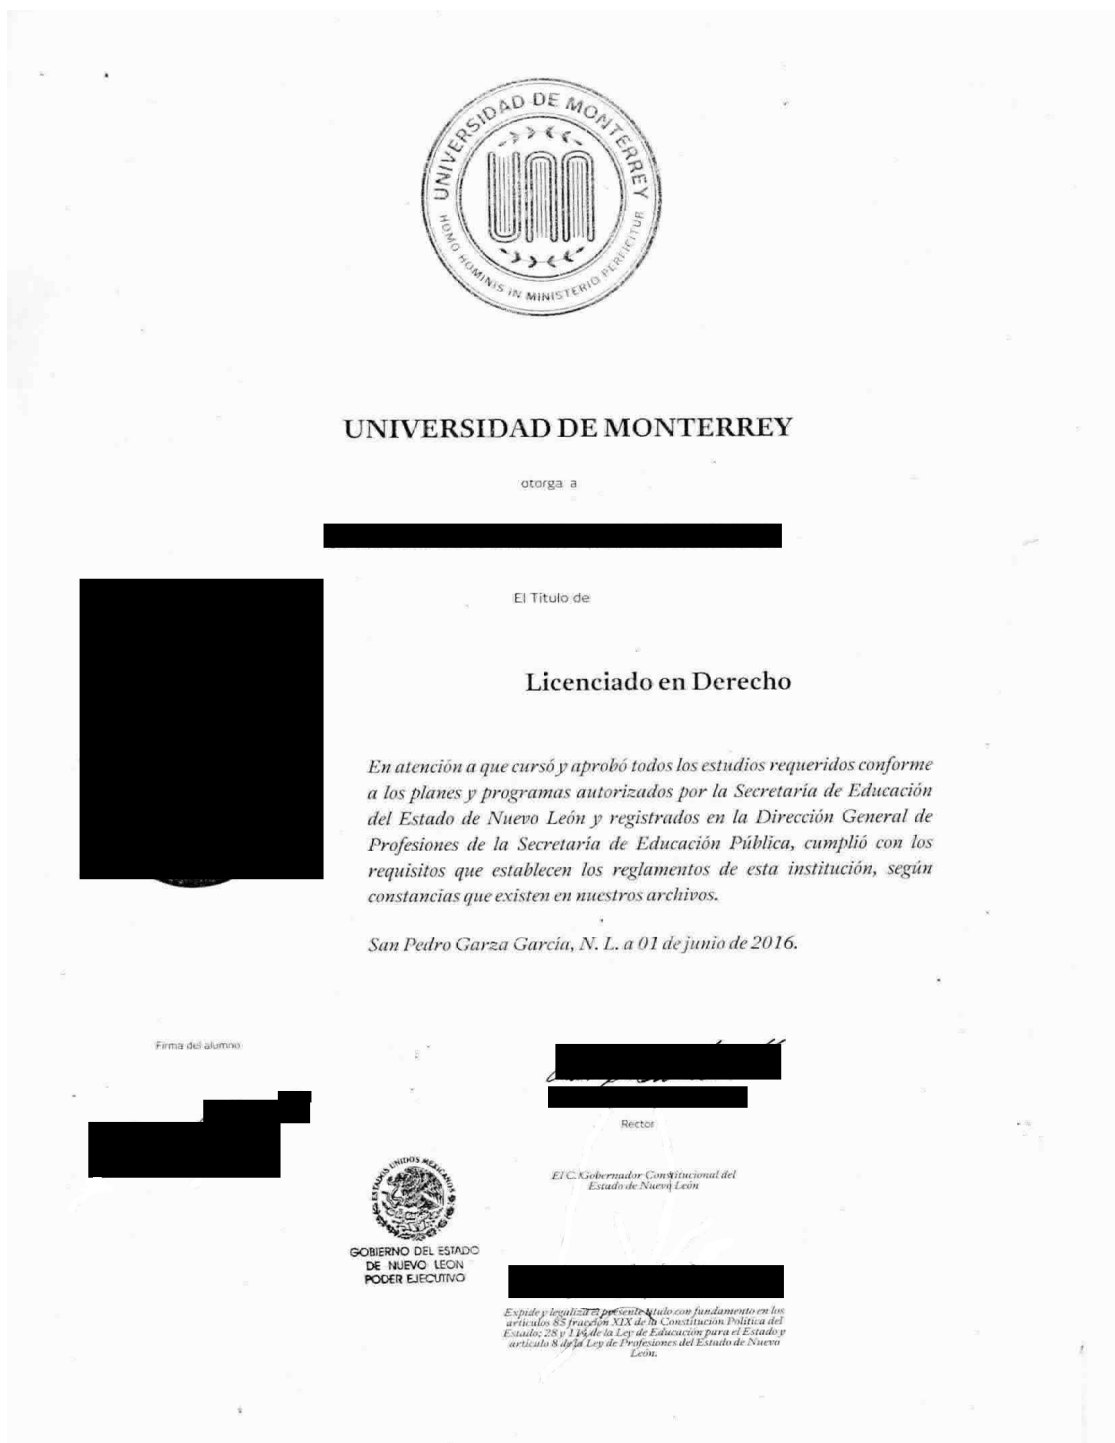 UNIVERSIDAD DE MONTERREY
HOMO HOMINIS IN MINISTERIO PERFICITUR
UNIVERSIDAD DE MONTERREY
otorga a
El Título de
Licenciado en Derecho
En atención a que cursó y aprobó todos los estudios requeridos conforme
a los planes y programas autorizados por la Secretaría de Educación
del Estado de Nuevo León y registrados en la Dirección General de
Profesiones de la Secretaría de Educación Pública, cumplió con los
requisitos que establecen los reglamentos de esta institución, según
constancias que existen en nuestros archivos.
San Pedro Garza García, N. L. a 01 de junio de 2016.
Firma del alumno
Rector
El C. Gobernador Constitucional del
Estado de Nuevo León
ESTADOS UNIDOS MEXICANOS
GOBIERNO DEL ESTADO
DE NUEVO LEON
PODER EJECUTIVO
Expide y legaliza el presente título con fundamento en los
artículos 85 fracción XIX de la Constitución Política del
Estado; 28 y 114 de la Ley de Educación para el Estado y
artículo 8 de la Ley de Profesiones del Estado de Nuevo
León.